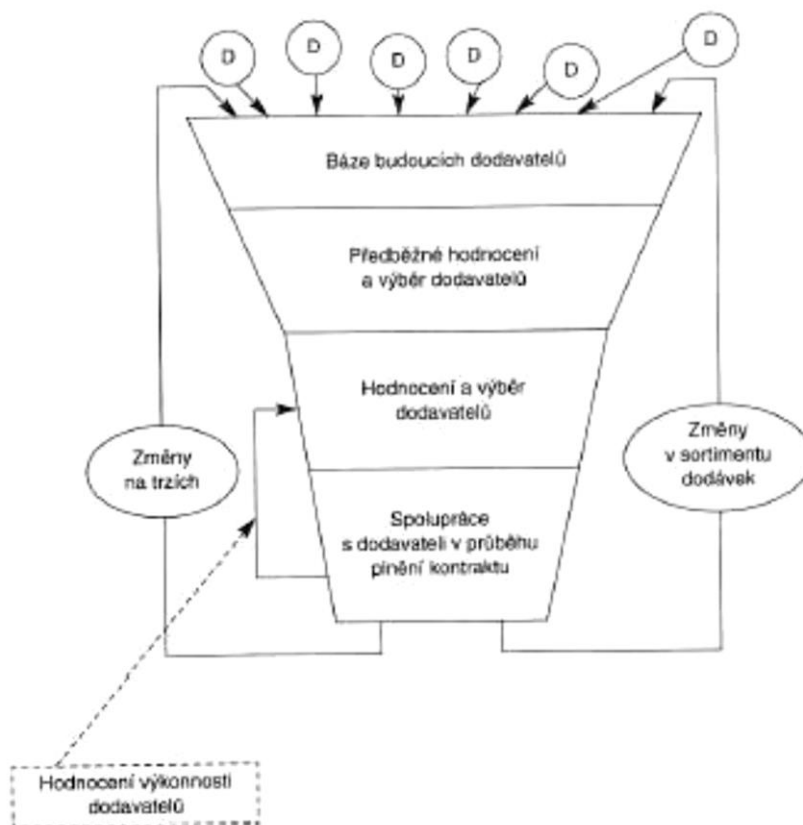 D
D
D
D
D
D
Báze budoucích dodavatelů
Předběžné hodnocení
a výběr dodavatelů
Hodnocení a výběr
dodavatelů
Změny
na trzích
Změny
v sortimentu
dodávek
Spolupráce
s dodavateli v průběhu
plnění kontraktu
Hodnocení výkonnosti
dodavatelů